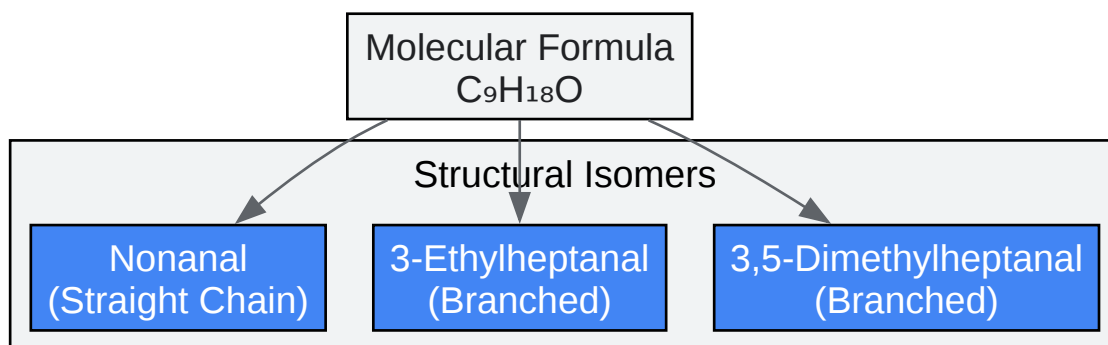 Molecular Formula
C₉H₁₈O
Structural Isomers
Nonanal
(Straight Chain)
3-Ethylheptanal
(Branched)
3,5-Dimethylheptanal
(Branched)